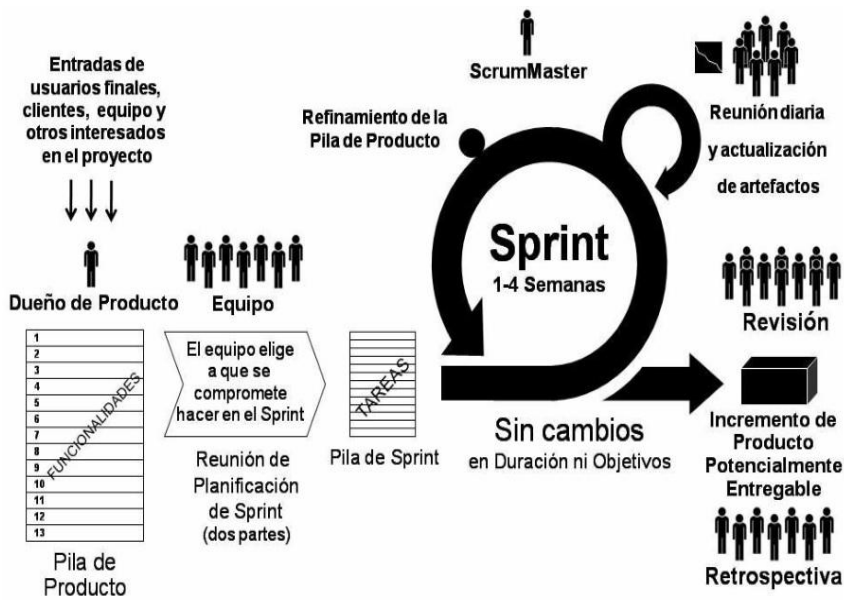 Entradas de
usuarios finales,
clientes, equipo y
otros interesados
en el proyecto
Dueño de Producto
1
2
3
4
5
6
7
8
9
10
11
12
13
FUNCIONALIDADES
Pila de
Producto
Equipo
El equipo elige
a que se
compromete
hacer en el Sprint
Reunión de
Planificación
de Sprint
(dos partes)
TAREAS
Pila de Sprint
ScrumMaster
Refinamiento de la
Pila de Producto
Sprint
1-4 Semanas
Sin cambios
en Duración ni Objetivos
Reunión diaria
y actualización
de artefactos
Revisión
Incremento de
Producto
Potencialmente
Entregable
Retrospectiva